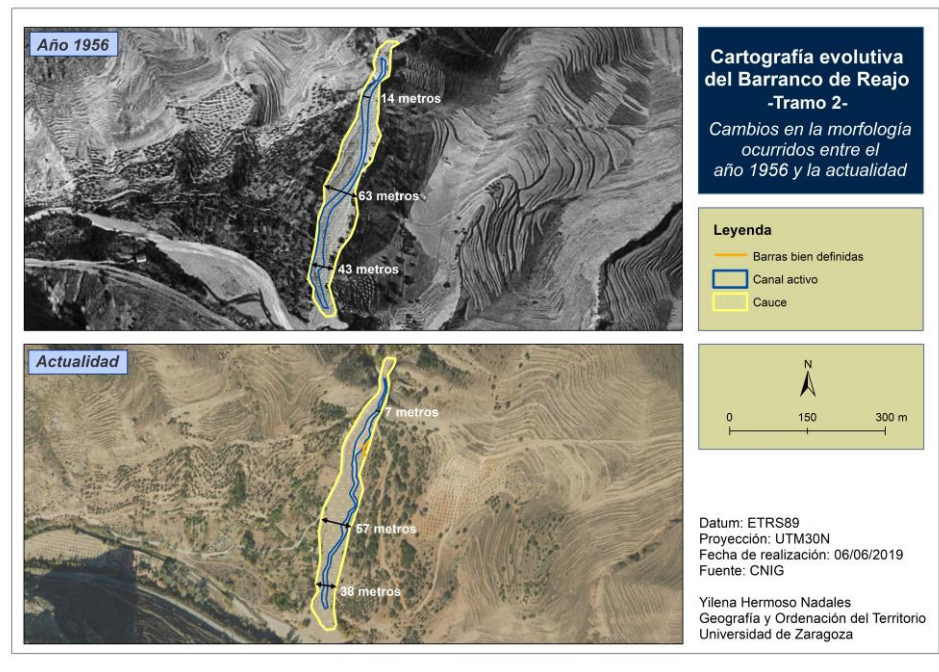 Año 1956
14 metros
63 metros
43 metros
Actualidad
7 metros
57 metros
38 metros
Cartografía evolutiva
del Barranco de Reajo
-Tramo 2-
Cambios en la morfología
ocurridos entre el
año 1956 y la actualidad
Leyenda
Barras bien definidas
Canal activo
Cauce
N
0 150 300 m
Datum: ETRS89
Proyección: UTM30N
Fecha de realización: 06/06/2019
Fuente: CNIG
Yilena Hermoso Nadales
Geografía y Ordenación del Territorio
Universidad de Zaragoza